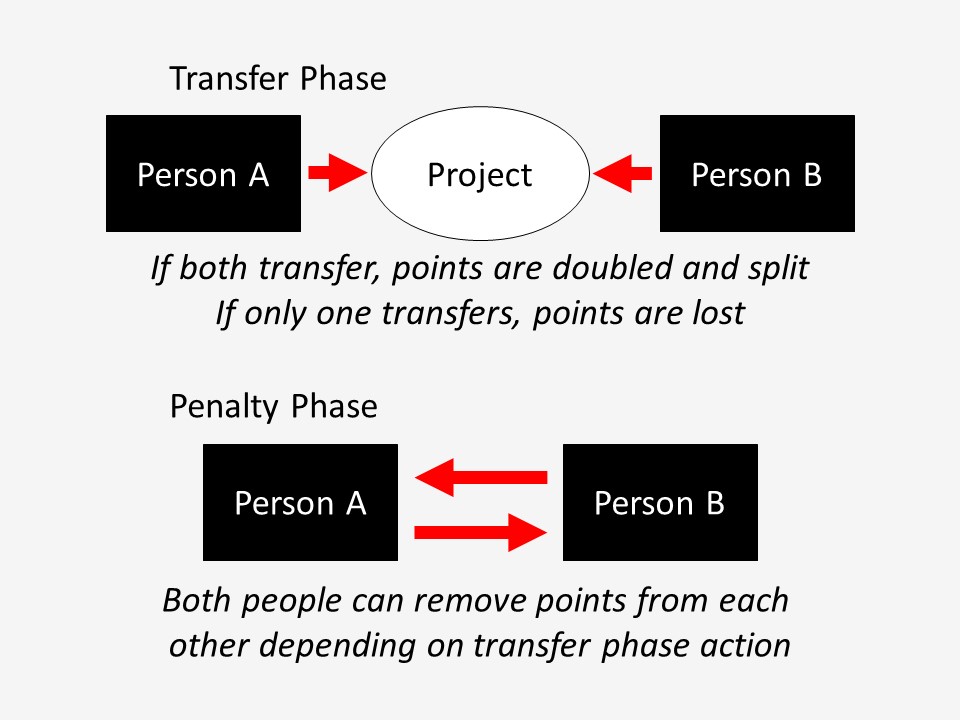 Transfer Phase
Person A
Project
Person B
If both transfer, points are doubled and split
If only one transfers, points are lost
Penalty Phase
Person A
Person B
Both people can remove points from each
other depending on transfer phase action